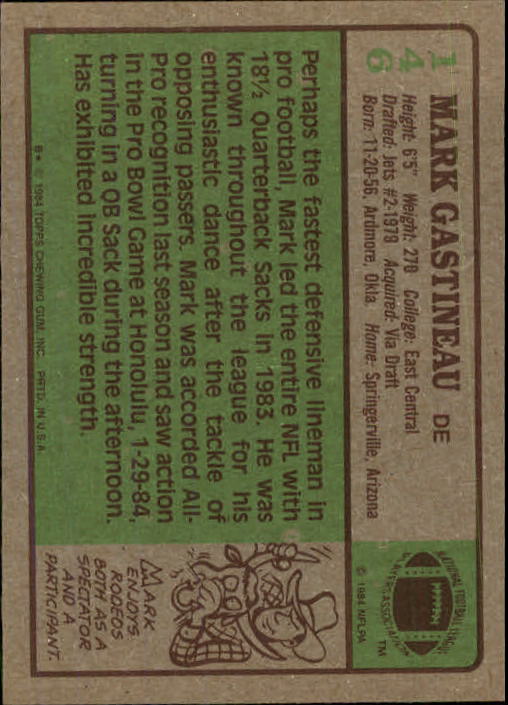 146
MARK GASTINEAU DE
Height: 6'5" Weight: 270 College: East Central
Drafted: Jets #2-1979 Acquired: Via Draft
Born: 11-20-56, Ardmore, Okla. Home: Springerville, Arizona
NATIONAL FOOTBALL LEAGUE
PLAYERS ASSOCIATION
TM
© 1984 NFLPA
Perhaps the fastest defensive lineman in
pro football, Mark led the entire NFL with
18½ Quarterback Sacks in 1983. He was
known throughout the league for his
enthusiastic dance after the tackle of
opposing passers. Mark was accorded All-
Pro recognition last season and saw action
in the Pro Bowl Game at Honolulu, 1-29-84,
turning in a QB Sack during the afternoon.
Has exhibited incredible strength.
MARK
ENJOYS
RODEOS
BOTH AS A
SPECTATOR
AND A
PARTICIPANT.
B* © 1984 TOPPS CHEWING GUM, INC. PRTD. IN U.S.A.